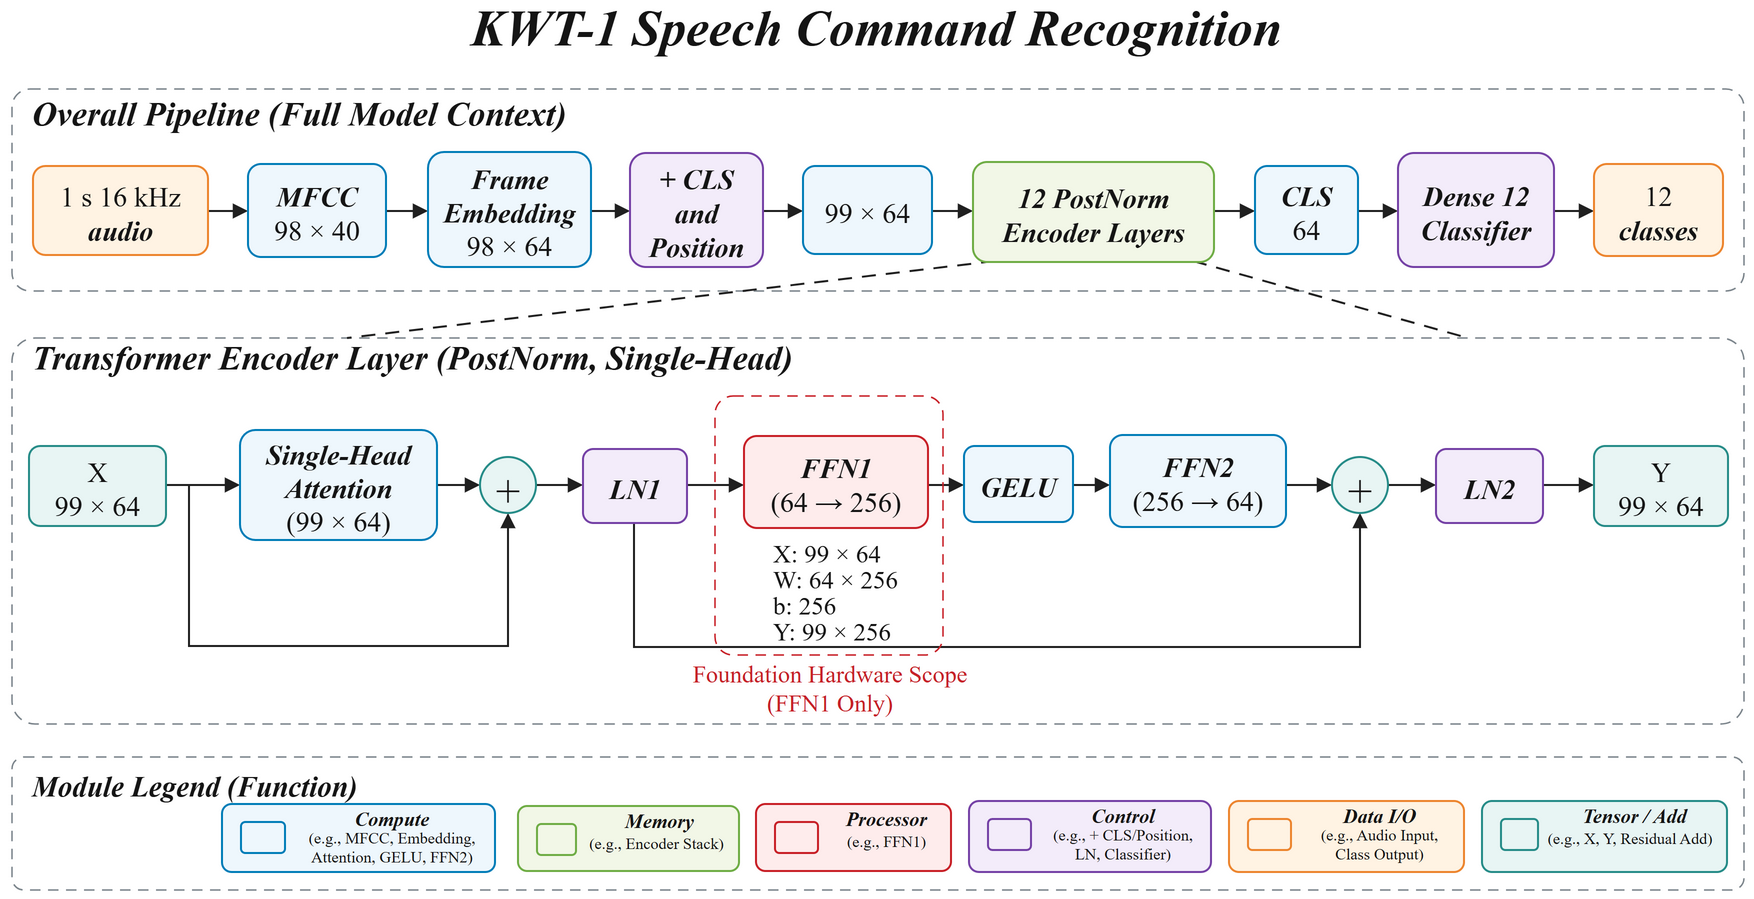 KWT-1 Speech Command Recognition
Overall Pipeline (Full Model Context)
1 s 16 kHz
audio
MFCC
98 × 40
Frame
Embedding
98 × 64
+ CLS
and
Position
99 × 64
12 PostNorm
Encoder Layers
CLS
64
Dense 12
Classifier
12
classes
Transformer Encoder Layer (PostNorm, Single-Head)
X
99 × 64
Single-Head
Attention
(99 × 64)
+
LN1
FFN1
(64 → 256)
X: 99 × 64
W: 64 × 256
b: 256
Y: 99 × 256
Foundation Hardware Scope
(FFN1 Only)
GELU
FFN2
(256 → 64)
+
LN2
Y
99 × 64
Module Legend (Function)
Compute
(e.g., MFCC, Embedding,
Attention, GELU, FFN2)
Memory
(e.g., Encoder Stack)
Processor
(e.g., FFN1)
Control
(e.g., + CLS/Position,
LN, Classifier)
Data I/O
(e.g., Audio Input,
Class Output)
Tensor / Add
(e.g., X, Y, Residual Add)